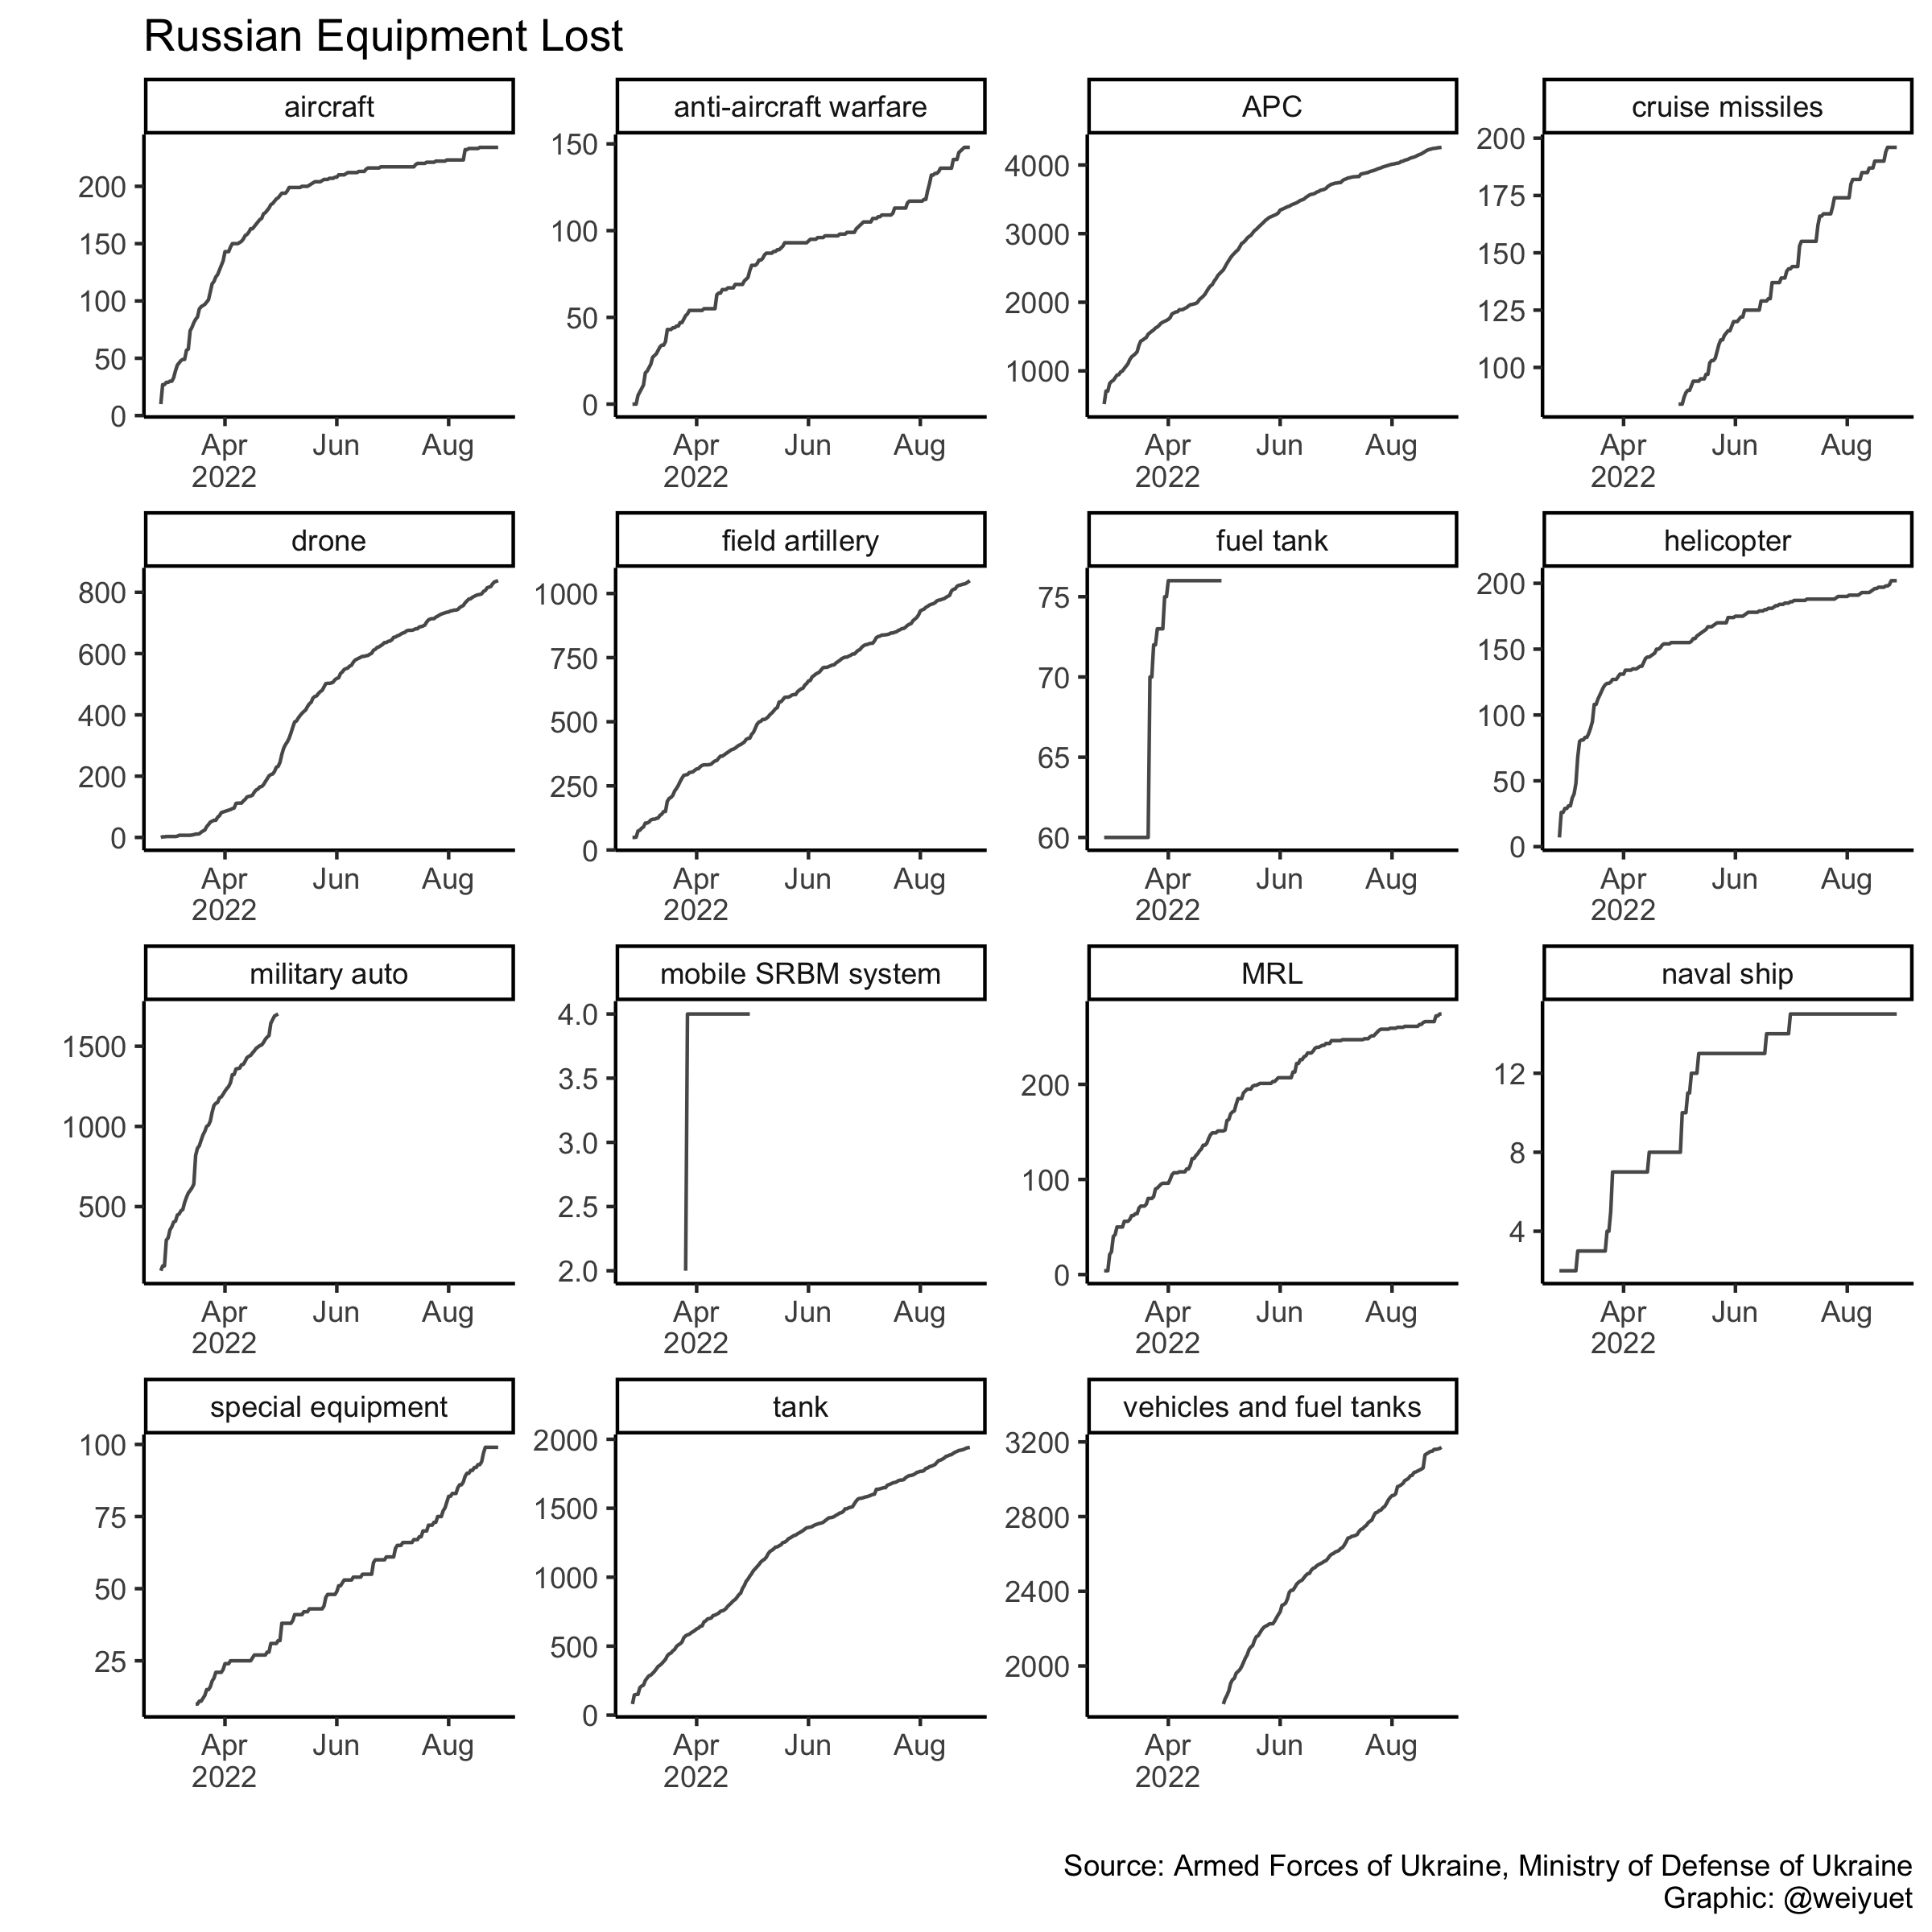 Russian Equipment Lost
aircraft
anti-aircraft warfare
APC
cruise missiles
0
50
100
150
200
Apr
2022
Jun
Aug
0
50
100
150
Apr
2022
Jun
Aug
1000
2000
3000
4000
Apr
2022
Jun
Aug
100
125
150
175
200
Apr
2022
Jun
Aug
drone
field artillery
fuel tank
helicopter
0
200
400
600
800
Apr
2022
Jun
Aug
0
250
500
750
1000
Apr
2022
Jun
Aug
60
65
70
75
Apr
2022
Jun
Aug
0
50
100
150
200
Apr
2022
Jun
Aug
military auto
mobile SRBM system
MRL
naval ship
500
1000
1500
Apr
2022
Jun
Aug
2.0
2.5
3.0
3.5
4.0
Apr
2022
Jun
Aug
0
100
200
Apr
2022
Jun
Aug
4
8
12
Apr
2022
Jun
Aug
special equipment
tank
vehicles and fuel tanks
25
50
75
100
Apr
2022
Jun
Aug
0
500
1000
1500
2000
Apr
2022
Jun
Aug
2000
2400
2800
3200
Apr
2022
Jun
Aug
Source: Armed Forces of Ukraine, Ministry of Defense of Ukraine
Graphic: @weiyuet